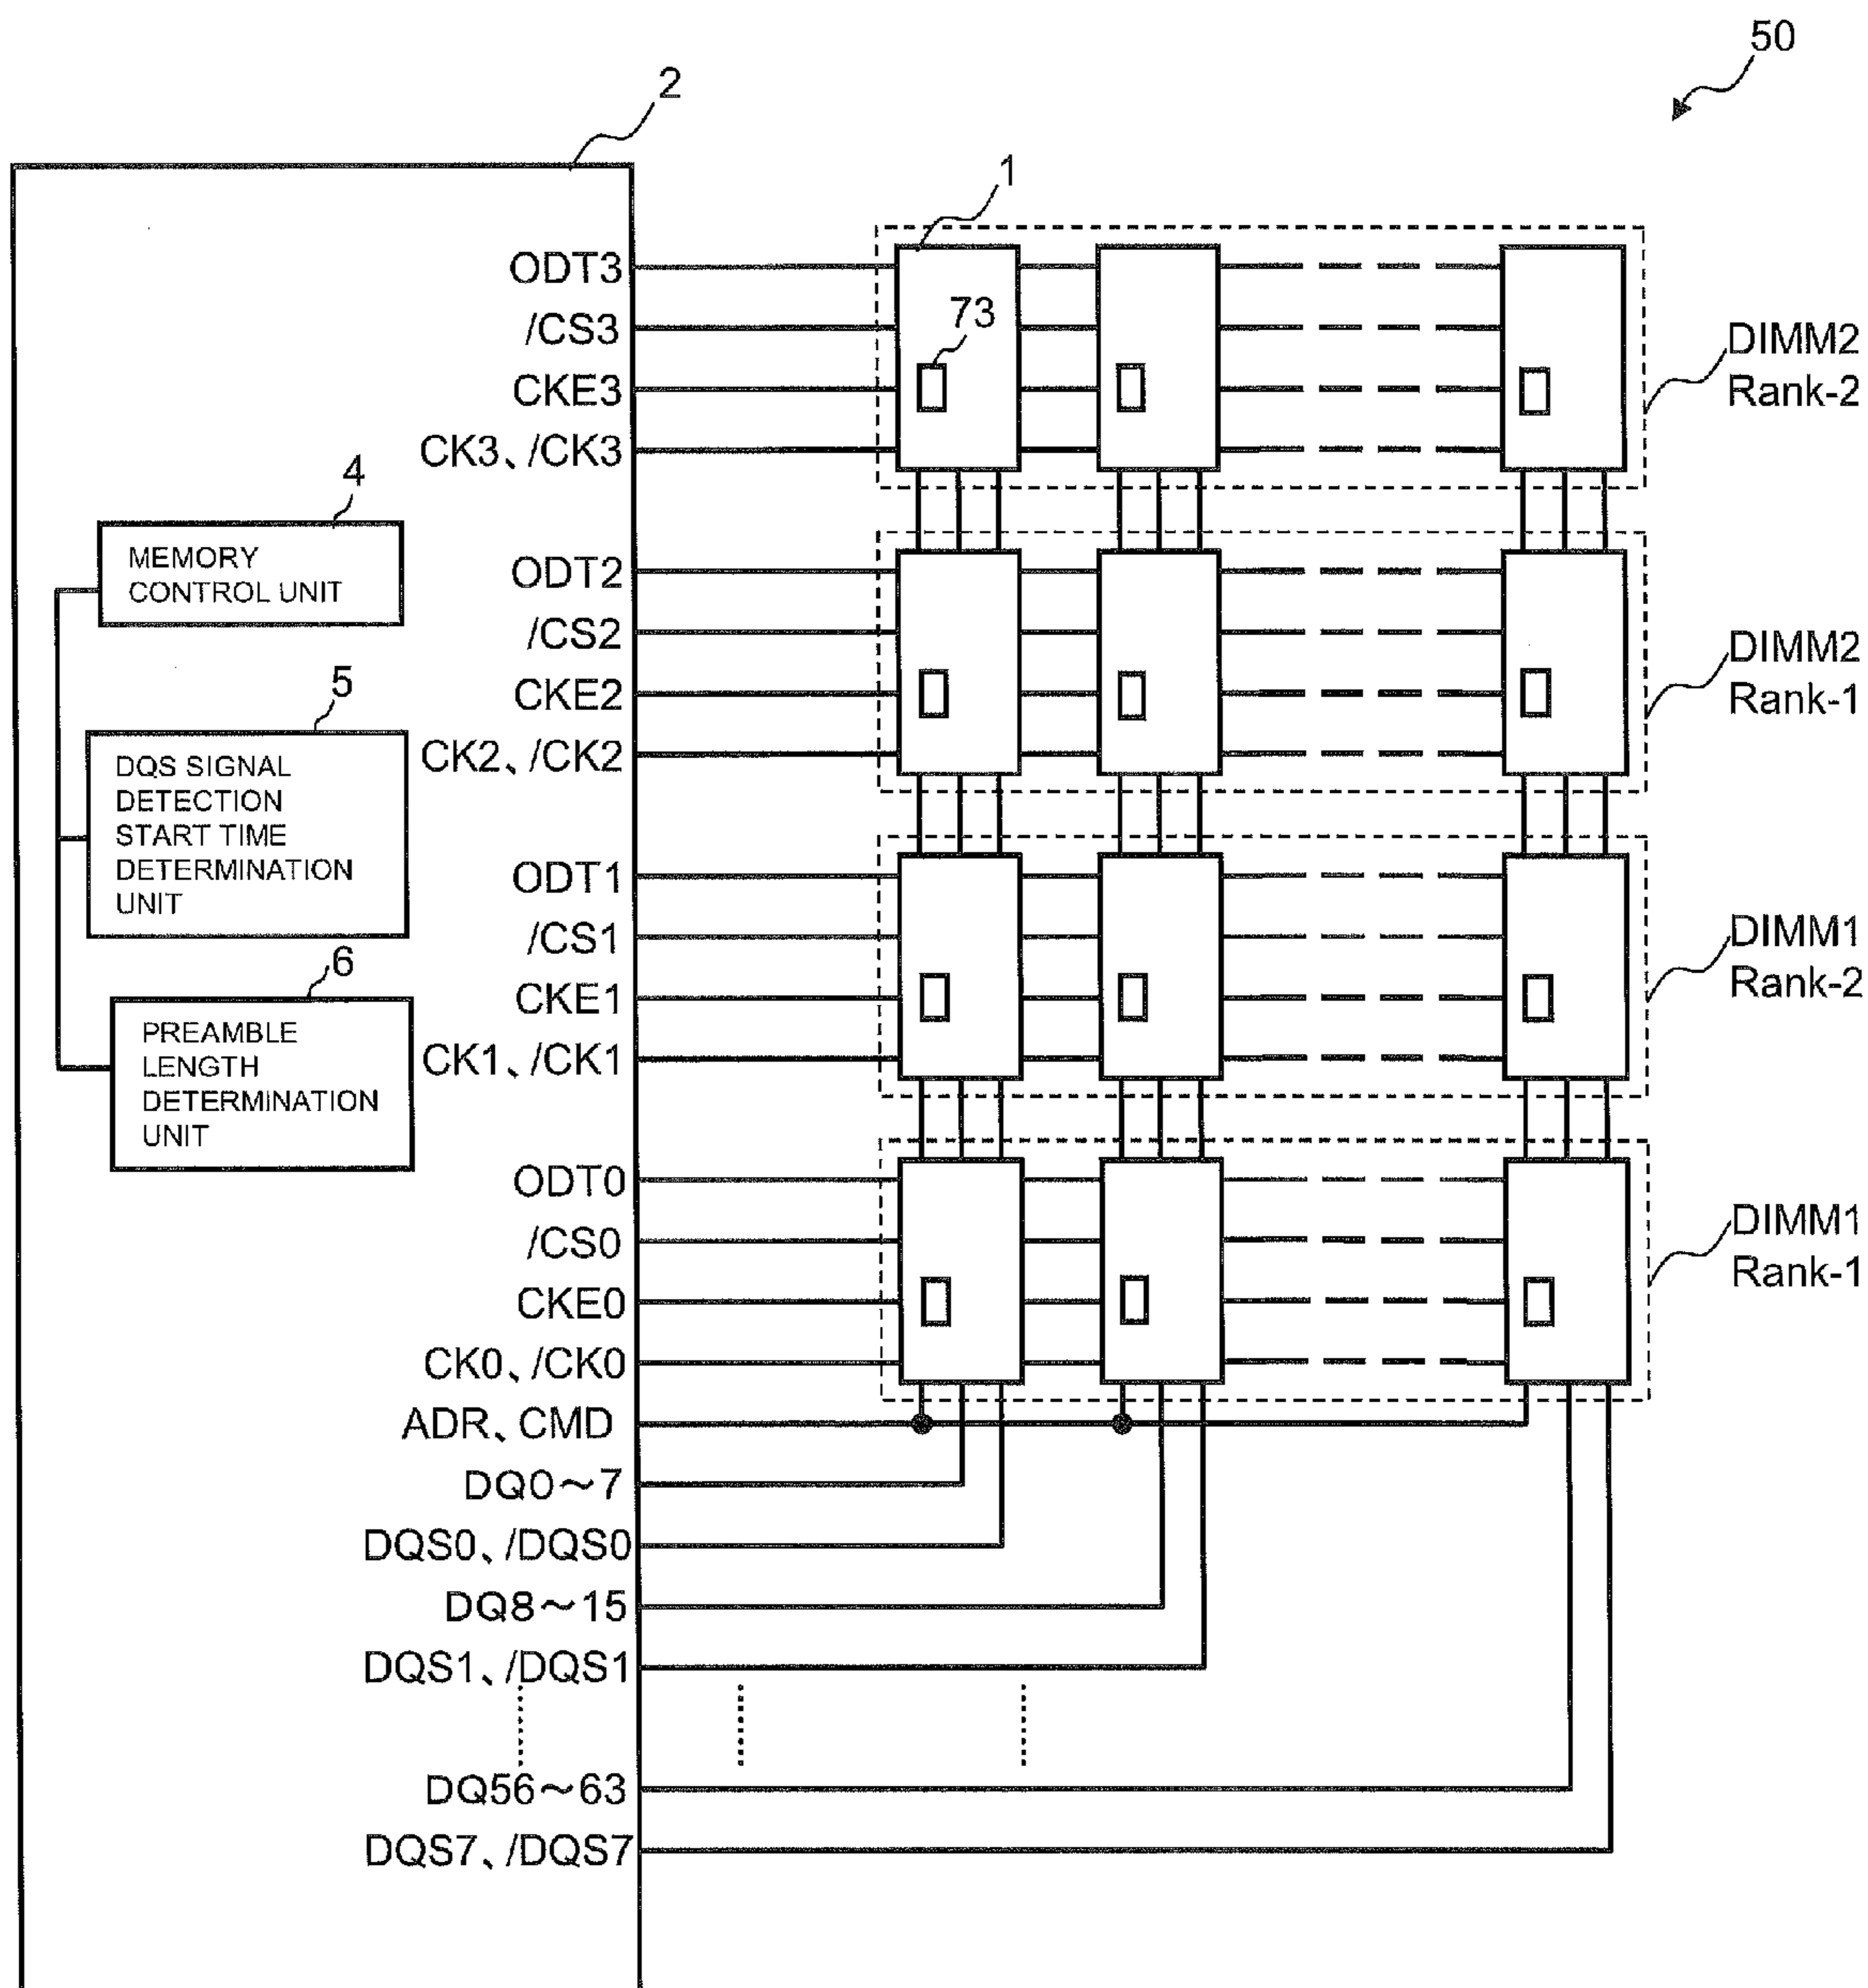 50
2
1
ODT3
/CS3
73
CKE3
CK3、/CK3
DIMM2
Rank-2
4
MEMORY
CONTROL UNIT
ODT2
/CS2
CKE2
CK2、/CK2
DIMM2
Rank-1
5
DQS SIGNAL
DETECTION
START TIME
DETERMINATION
UNIT
ODT1
/CS1
CKE1
CK1、/CK1
DIMM1
Rank-2
6
PREAMBLE
LENGTH
DETERMINATION
UNIT
ODT0
/CS0
CKE0
CK0、/CK0
DIMM1
Rank-1
ADR、CMD
DQ0～7
DQS0、/DQS0
DQ8～15
DQS1、/DQS1
DQ56～63
DQS7、/DQS7